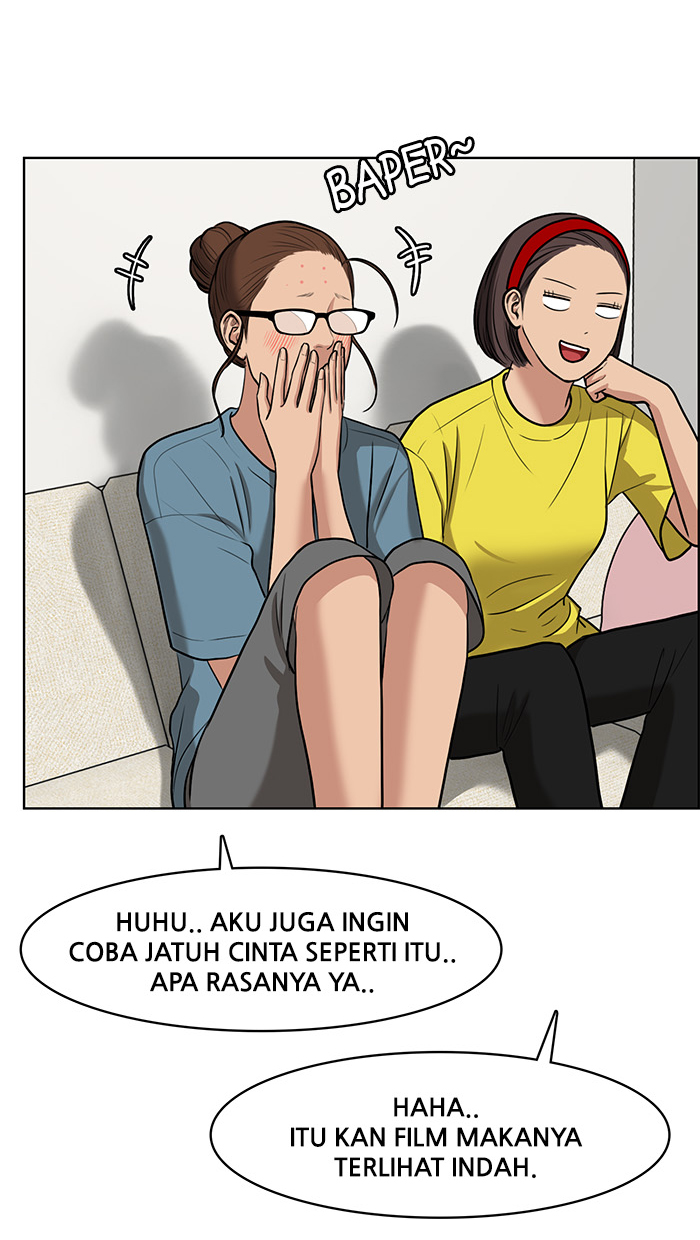 BAPER~
HUHU.. AKU JUGA INGIN
COBA JATUH CINTA SEPERTI ITU..
APA RASANYA YA..
HAHA..
ITU KAN FILM MAKANYA
TERLIHAT INDAH.